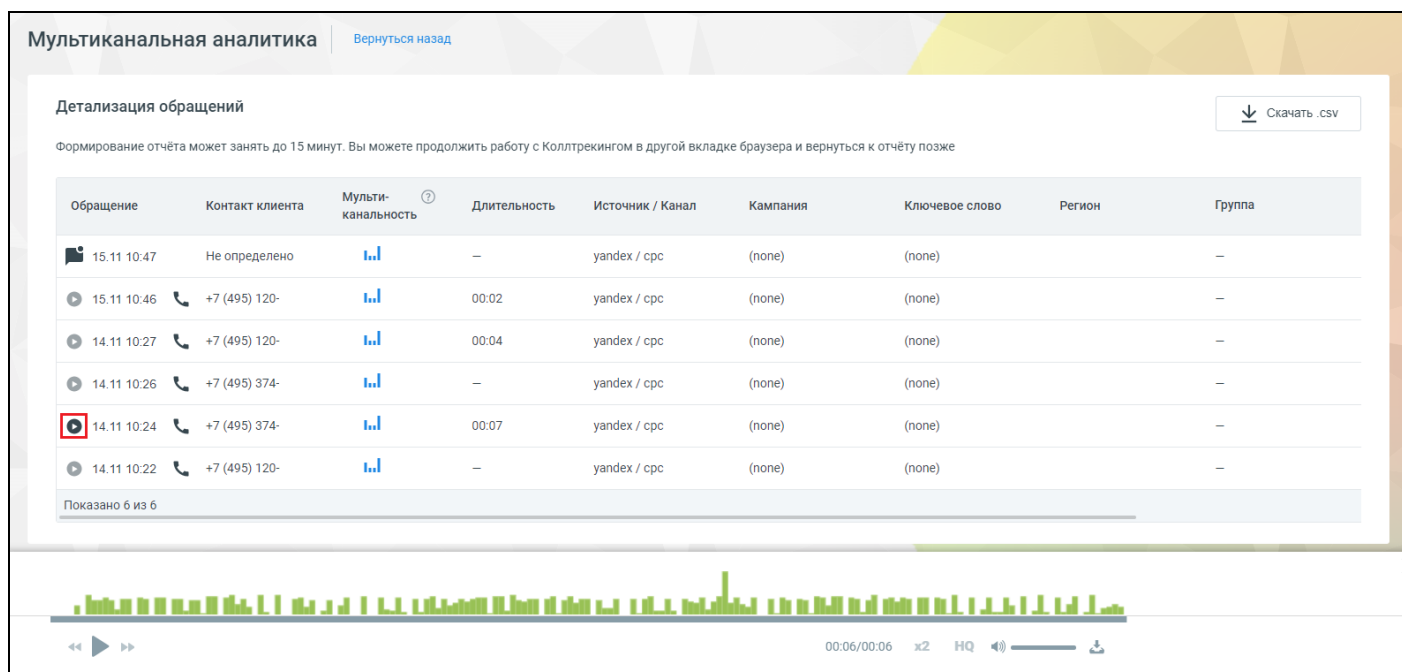 Мультиканальная аналитика Вернуться назад
Детализация обращений Скачать .csv
Формирование отчёта может занять до 15 минут. Вы можете продолжить работу с Коллтрекингом в другой вкладке браузера и вернуться к отчёту позже
Обращение Контакт клиента Мульти- ? Длительность Источник / Канал Кампания Ключевое слово Регион Группа
канальность
15.11 10:47 Не определено – yandex / cpc (none) (none) –
15.11 10:46 +7 (495) 120- 00:02 yandex / cpc (none) (none) –
14.11 10:27 +7 (495) 120- 00:04 yandex / cpc (none) (none) –
14.11 10:26 +7 (495) 374- – yandex / cpc (none) (none) –
14.11 10:24 +7 (495) 374- 00:07 yandex / cpc (none) (none) –
14.11 10:22 +7 (495) 120- – yandex / cpc (none) (none) –
Показано 6 из 6
00:06/00:06 x2 HQ